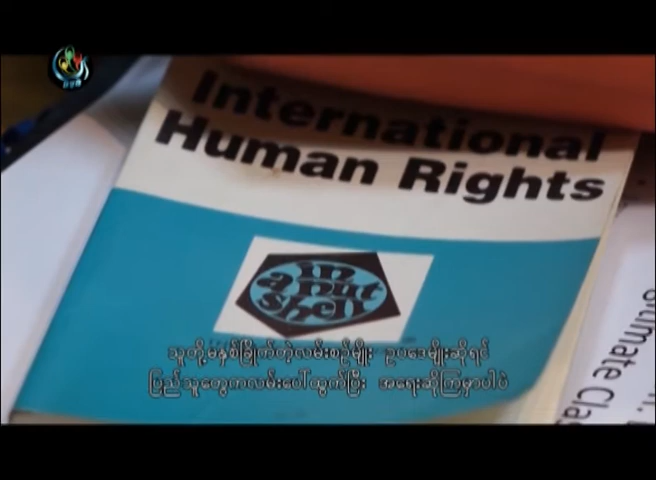 International
Human Rights
in
a nut
shell
သူတို့မနှစ်ခြိုက်တဲ့လမ်းစဉ်မျိုး ဥပဒေမျိုးဆိုရင်
ပြည်သူတွေကလမ်းပေါ်ထွက်ပြီး အရေးဆိုကြမှာပါပဲ